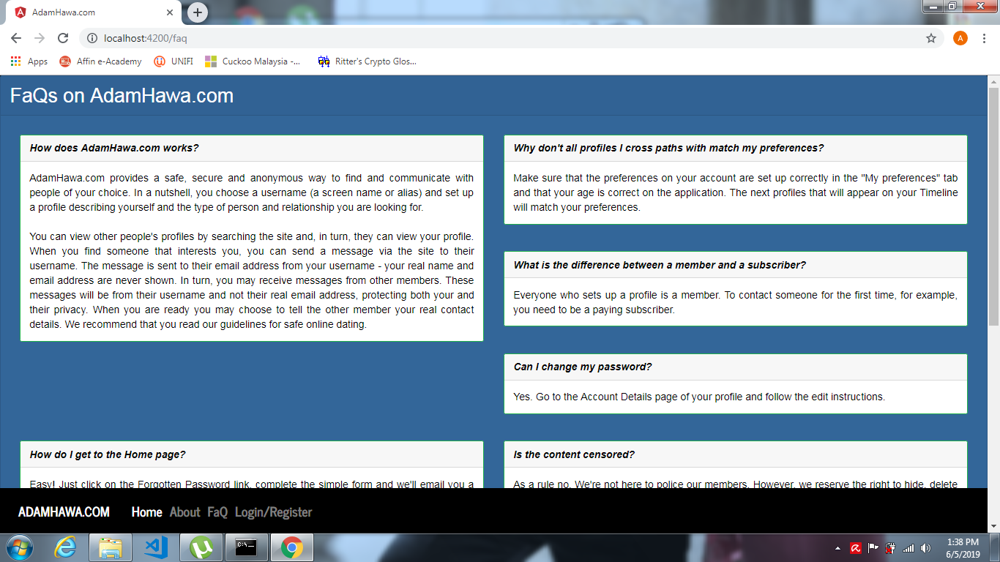 AdamHawa.com
localhost:4200/faq
A
Apps
Affin e-Academy
UNIFI
Cuckoo Malaysia -...
Ritter's Crypto Glos...
FaQs on AdamHawa.com
How does AdamHawa.com works?
AdamHawa.com provides a safe, secure and anonymous way to find and communicate with
people of your choice. In a nutshell, you choose a username (a screen name or alias) and set up
a profile describing yourself and the type of person and relationship you are looking for.
You can view other people's profiles by searching the site and, in turn, they can view your profile.
When you find someone that interests you, you can send a message via the site to their
username. The message is sent to their email address from your username - your real name and
email address are never shown. In turn, you may receive messages from other members. These
messages will be from their username and not their real email address, protecting both your and
their privacy. When you are ready you may choose to tell the other member your real contact
details. We recommend that you read our guidelines for safe online dating.
Why don't all profiles I cross paths with match my preferences?
Make sure that the preferences on your account are set up correctly in the "My preferences" tab
and that your age is correct on the application. The next profiles that will appear on your Timeline
will match your preferences.
What is the difference between a member and a subscriber?
Everyone who sets up a profile is a member. To contact someone for the first time, for example,
you need to be a paying subscriber.
Can I change my password?
Yes. Go to the Account Details page of your profile and follow the edit instructions.
How do I get to the Home page?
Easy! Just click on the Forgotten Password link, complete the simple form and we'll email you a
Is the content censored?
As a rule no. We're not here to police our members. However, we reserve the right to hide, delete
ADAMHAWA.COM Home About FaQ Login/Register
C:\_
1:38 PM
6/5/2019